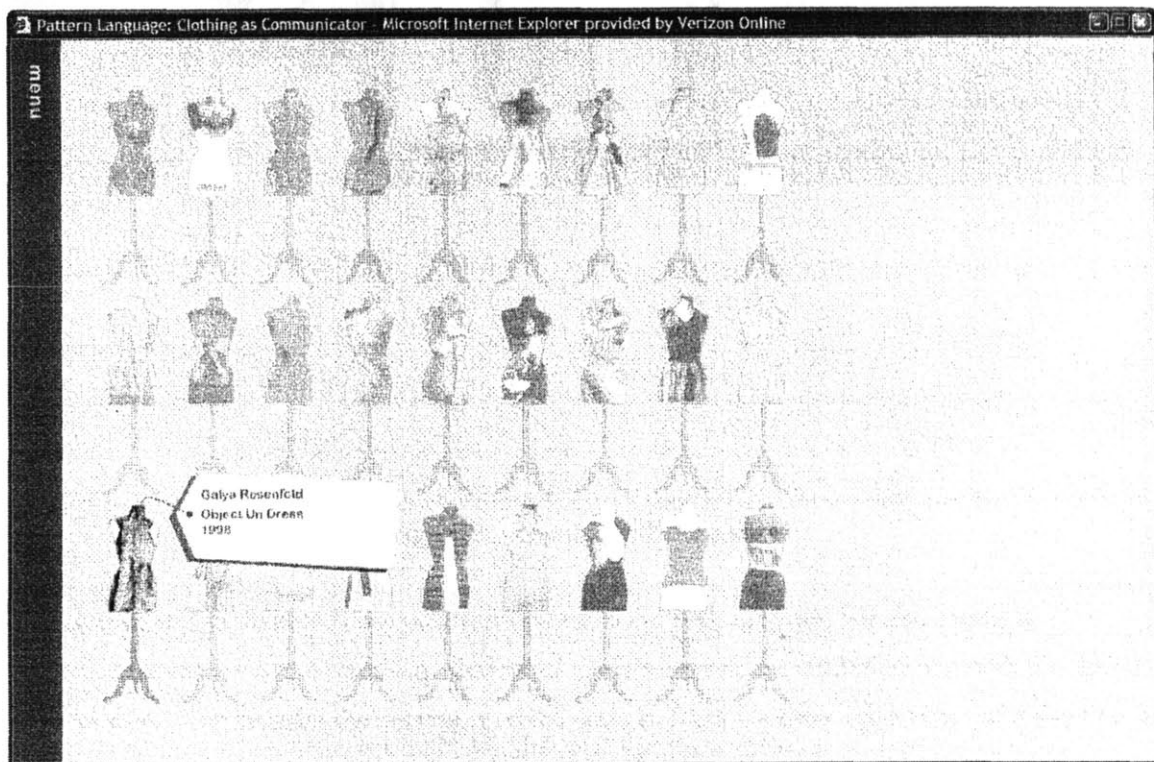 Pattern Language: Clothing as Communicator - Microsoft Internet Explorer provided by Verizon Online
menu
Galya Rosenfeld
Object Un Dress
1998